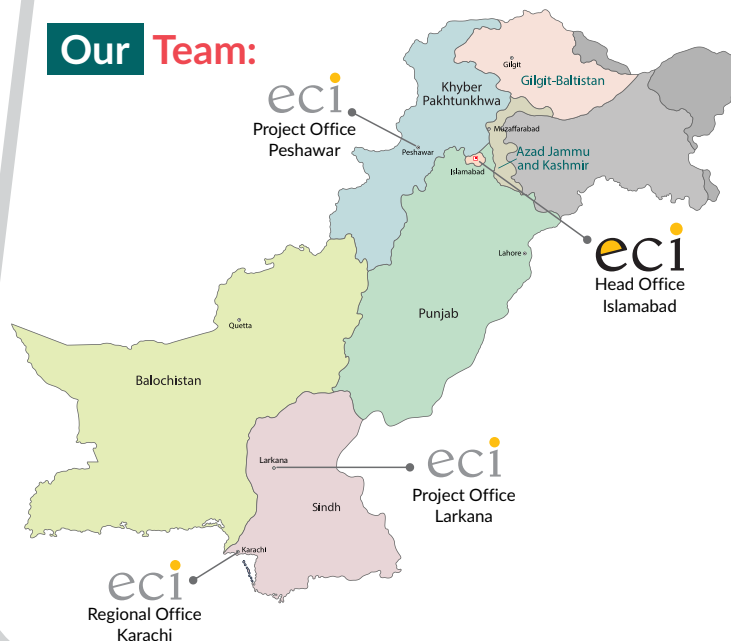 Our Team:
Gilgit
Gilgit-Baltistan
Khyber
Pakhtunkhwa
eci
Project Office
Peshawar
Muzaffarabad
Peshawar
Azad Jammu
and Kashmir
Islamabad
eci
Head Office
Islamabad
Lahore
Punjab
Quetta
Balochistan
eci
Project Office
Larkana
Larkana
Sindh
Karachi
eci
Regional Office
Karachi